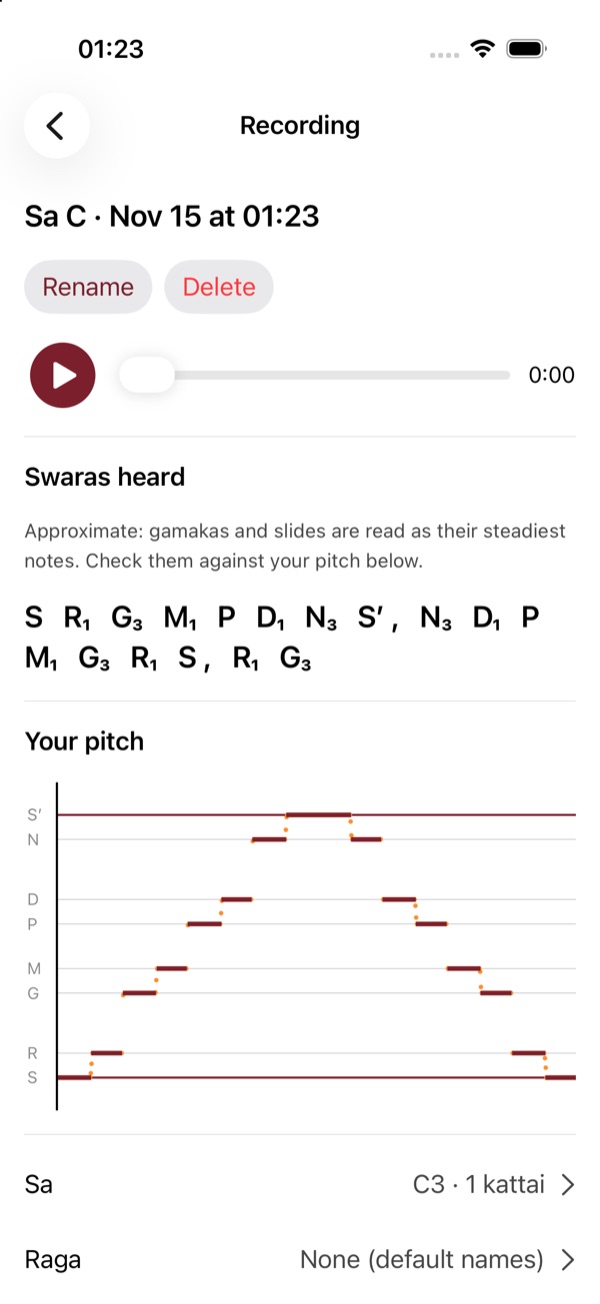 01:23
Recording
Sa C · Nov 15 at 01:23
Rename Delete
0:00
Swaras heard
Approximate: gamakas and slides are read as their steadiest
notes. Check them against your pitch below.
S R₁ G₃ M₁ P D₁ N₃ S′ , N₃ D₁ P
M₁ G₃ R₁ S , R₁ G₃
Your pitch
S′
N
D
P
M
G
R
S
Sa C3 · 1 kattai
Raga None (default names)